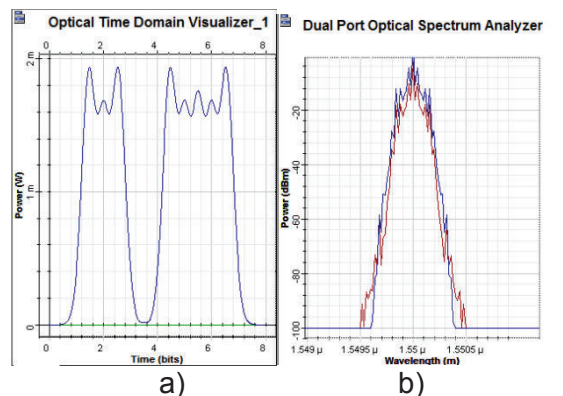 Optical Time Domain Visualizer_1
0 2 4 6 8
2 m
1 m
0
Power (W)
0 2 4 6 8
Time (bits)
a)
Dual Port Optical Spectrum Analyzer
-20
-40
-60
-80
-100
Power (dBm)
1.549 µ 1.5495 µ 1.55 µ 1.5505 µ
Wavelength (m)
b)